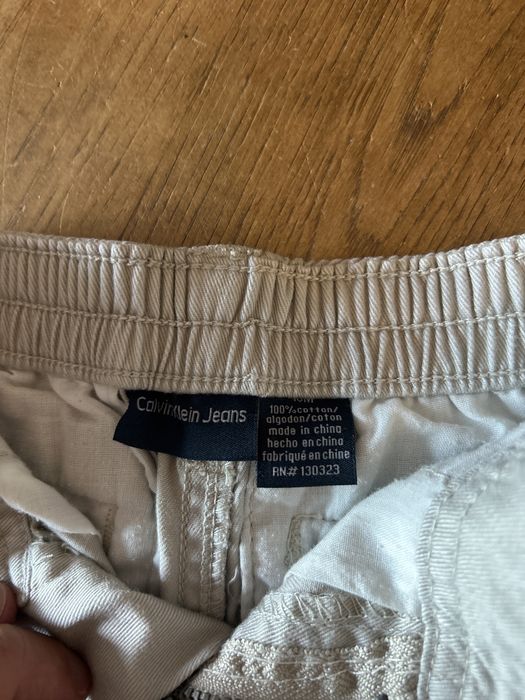 Calvin Klein Jeans
100% cotton/
algodon/coton
made in china
hecho en china
fabriqué en chine
RN# 130323